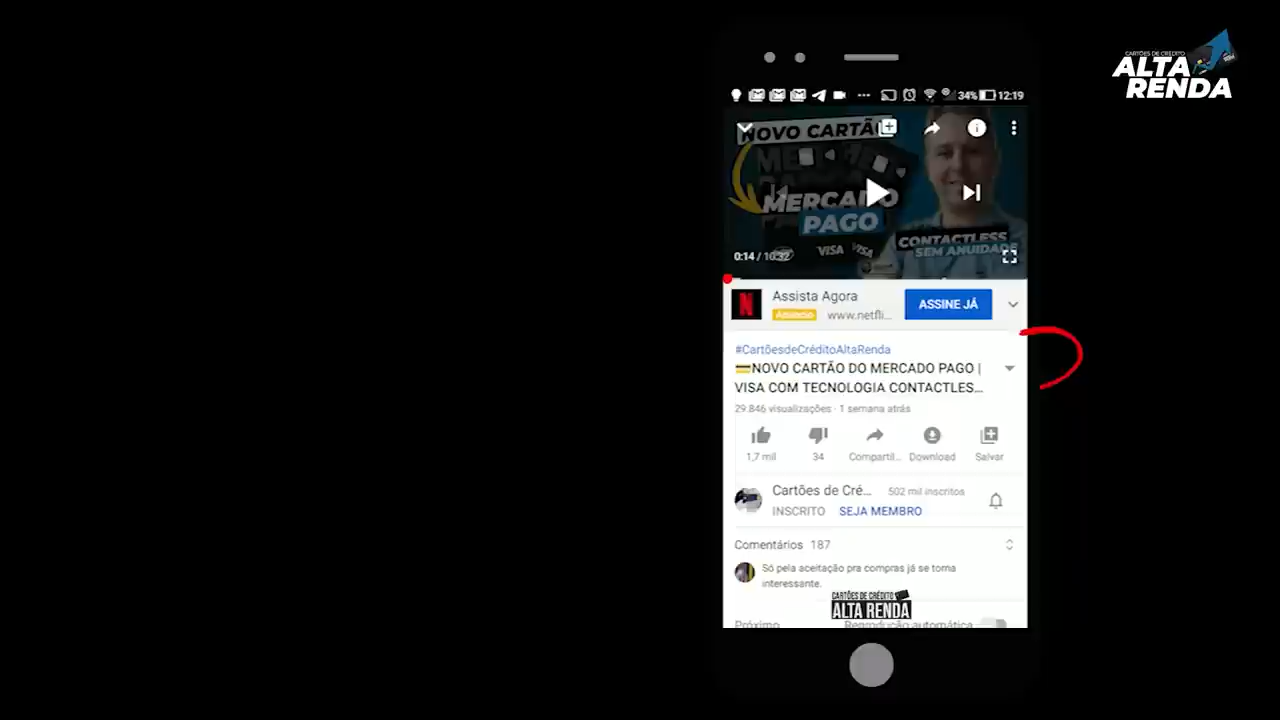 CARTÕES DE CRÉDITO
ALTA
RENDA
34% 12:19
NOVO CARTÃO
MERCADO
PAGO
VISA VISA
CONTACTLESS
SEM ANUIDADE
0:14 / 10:32
Assista Agora
Anúncio www.netfli...
ASSINE JÁ
#CartõesdeCréditoAltaRenda
NOVO CARTÃO DO MERCADO PAGO |
VISA COM TECNOLOGIA CONTACTLES...
29.846 visualizações · 1 semana atrás
1,7 mil 34 Compartil... Download Salvar
Cartões de Cré... 502 mil inscritos
INSCRITO SEJA MEMBRO
Comentários 187
Só pela aceitação pra compras já se torna
interessante.
CARTÕES DE CRÉDITO
ALTA RENDA
Próximo Reprodução automática